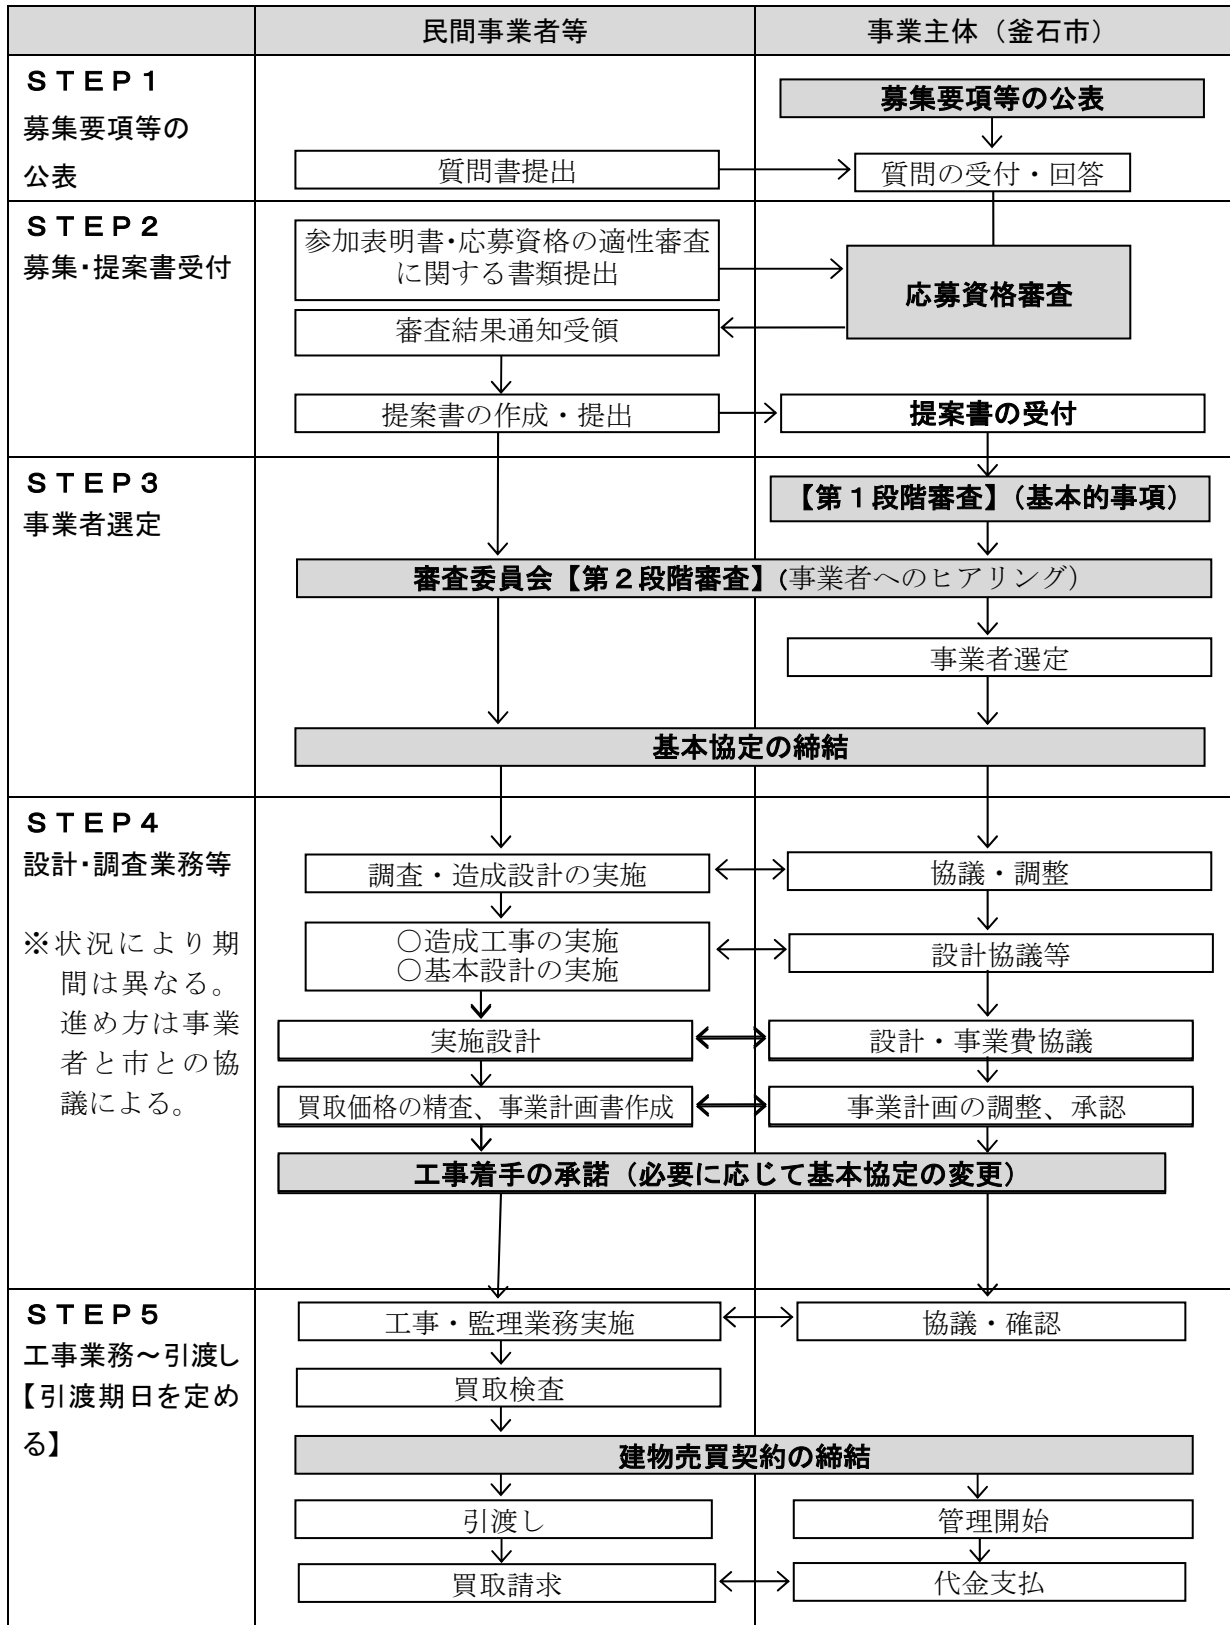 民間事業者等
事業主体（釜石市）
ＳＴＥＰ１
募集要項等の
公表
募集要項等の公表
質問書提出
質問の受付・回答
ＳＴＥＰ２
募集・提案書受付
参加表明書・応募資格の適性審査
に関する書類提出
応募資格審査
審査結果通知受領
提案書の作成・提出
提案書の受付
ＳＴＥＰ３
事業者選定
【第１段階審査】（基本的事項）
審査委員会【第２段階審査】（事業者へのヒアリング）
事業者選定
基本協定の締結
ＳＴＥＰ４
設計・調査業務等
※状況により期
間は異なる。
進め方は事業
者と市との協
議による。
調査・造成設計の実施
協議・調整
○造成工事の実施
○基本設計の実施
設計協議等
実施設計
設計・事業費協議
買取価格の精査、事業計画書作成
事業計画の調整、承認
工事着手の承諾（必要に応じて基本協定の変更）
ＳＴＥＰ５
工事業務～引渡し
【引渡期日を定め
る】
工事・監理業務実施
協議・確認
買取検査
建物売買契約の締結
引渡し
管理開始
買取請求
代金支払